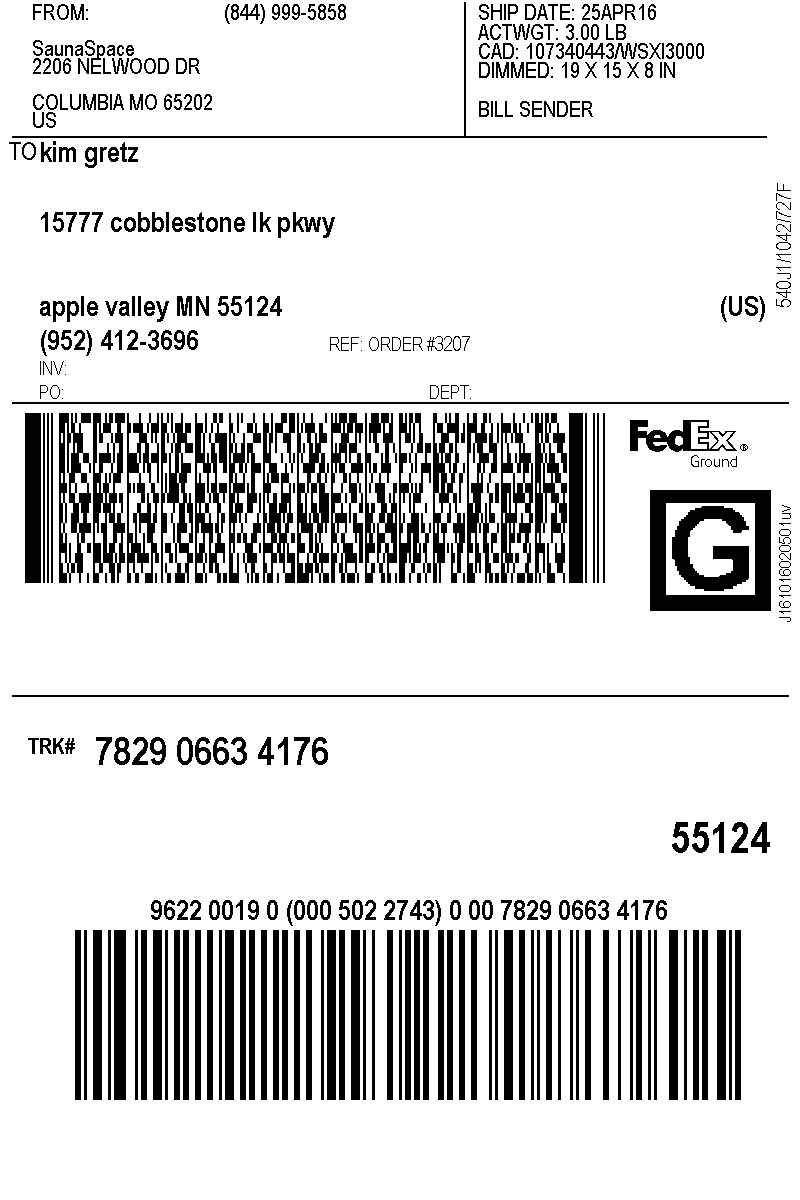 FROM: (844) 999-5858
SaunaSpace
2206 NELWOOD DR
COLUMBIA MO 65202
US
SHIP DATE: 25APR16
ACTWGT: 3.00 LB
CAD: 107340443/WSXI3000
DIMMED: 19 X 15 X 8 IN
BILL SENDER
TO kim gretz
15777 cobblestone lk pkwy
apple valley MN 55124 (US)
(952) 412-3696 REF: ORDER #3207
INV:
PO: DEPT:
540J1/1042/727F
FedEx®
Ground
G
J161016020501uv
TRK# 7829 0663 4176
55124
9622 0019 0 (000 502 2743) 0 00 7829 0663 4176